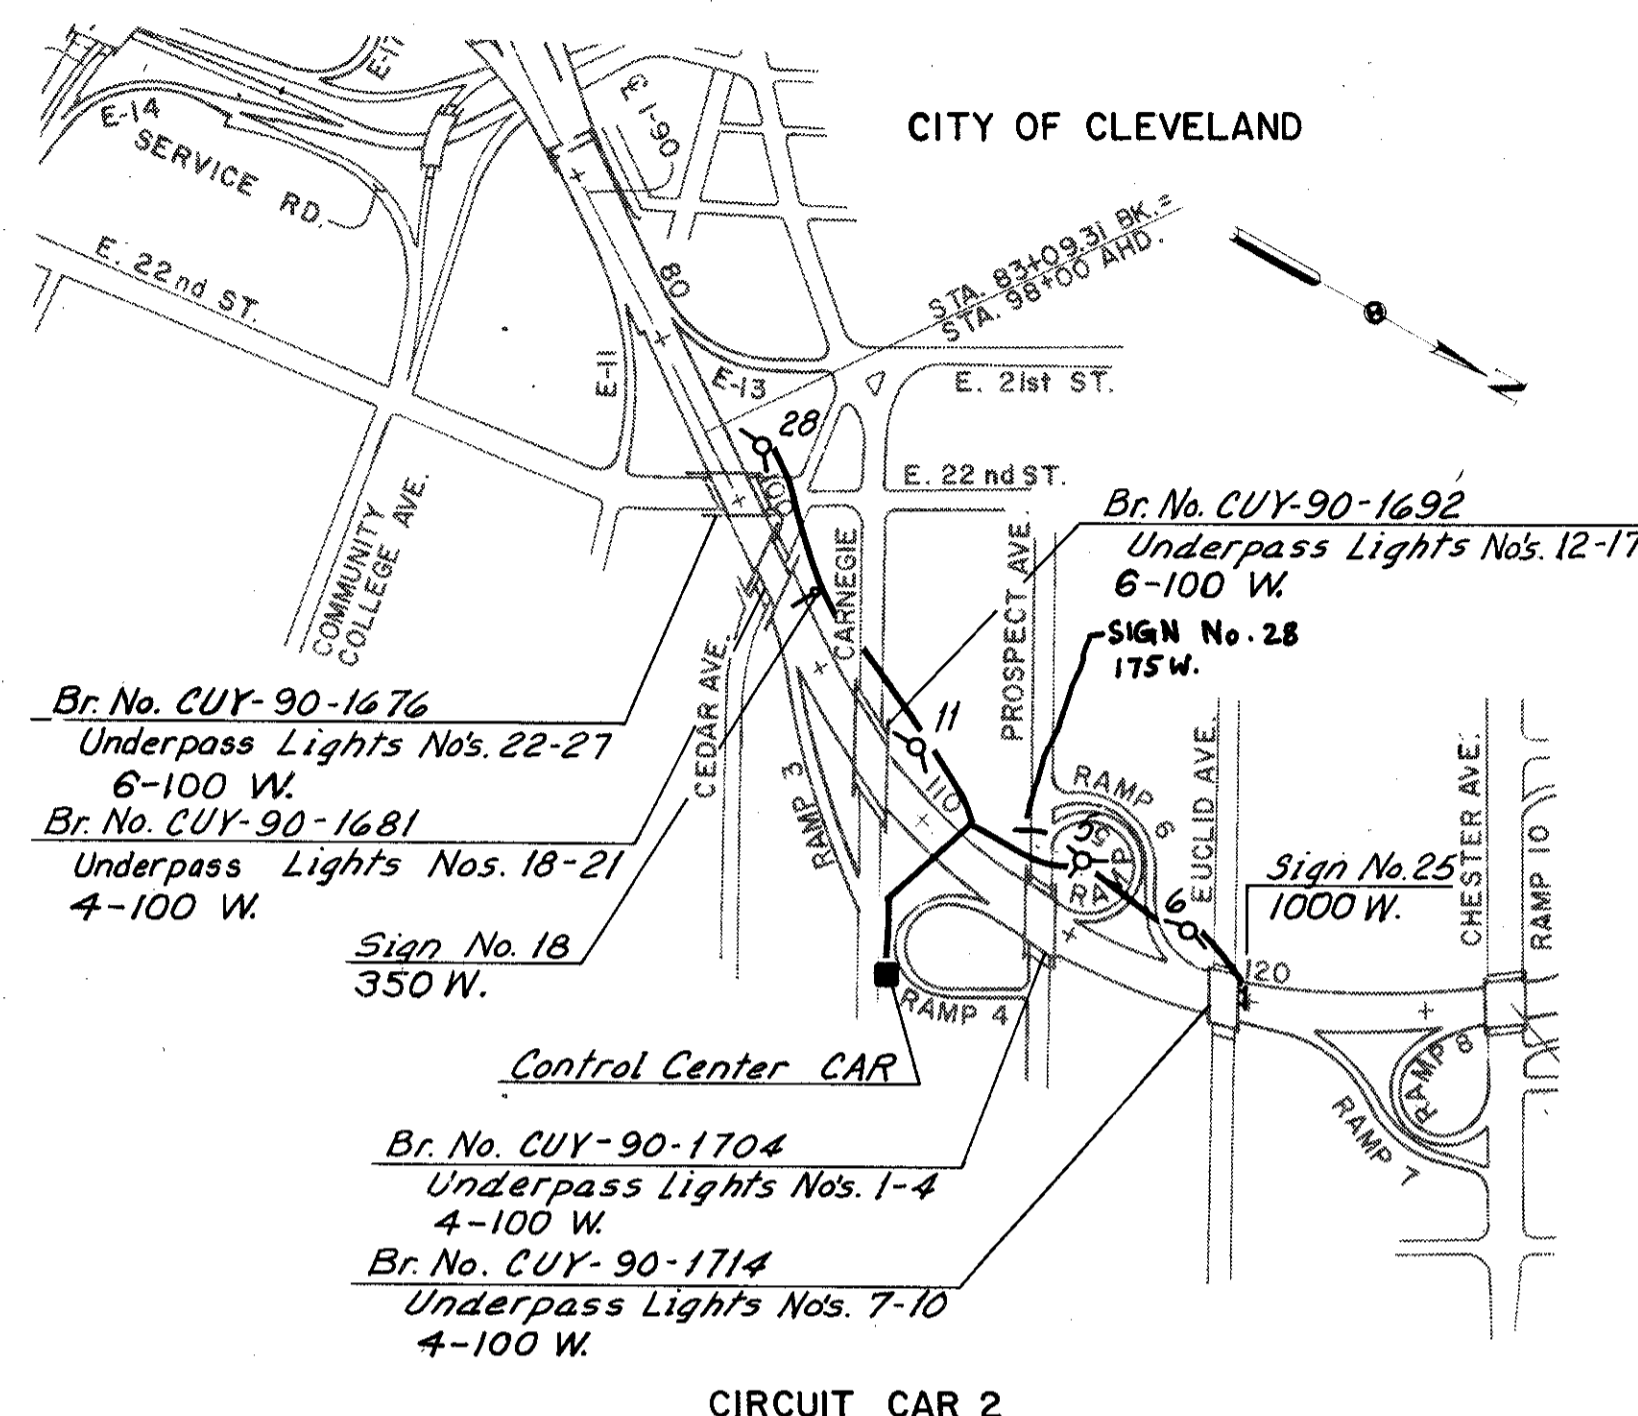 E-17
₠ I-90
E-14
SERVICE RD.
CITY OF CLEVELAND
E. 22nd ST.
STA. 83+09.31 BK.=
STA. 98+00 AHD.
N
80
E-11
E-13
E. 21st ST.
28
E. 22nd ST.
100
COMMUNITY
COLLEGE AVE.
CARNEGIE
PROSPECT AVE.
Br. No. CUY-90-1692
Underpass Lights No's. 12-17
6-100 W.
SIGN No. 28
175 W.
Br. No. CUY-90-1676
Underpass Lights No's. 22-27
6-100 W.
CEDAR AVE.
11
110
RAMP 3
RAMP 6
5
RAMP 5
EUCLID AVE.
CHESTER AVE.
RAMP 10
Br. No. CUY-90-1681
Underpass Lights Nos. 18-21
4-100 W.
6
Sign No. 25
1000 W.
Sign No. 18
350 W.
120
RAMP 4
RAMP 8
RAMP 7
Control Center CAR
Br. No. CUY-90-1704
Underpass Lights No's. 1-4
4-100 W.
Br. No. CUY-90-1714
Underpass Lights No's. 7-10
4-100 W.
CIRCUIT CAR 2